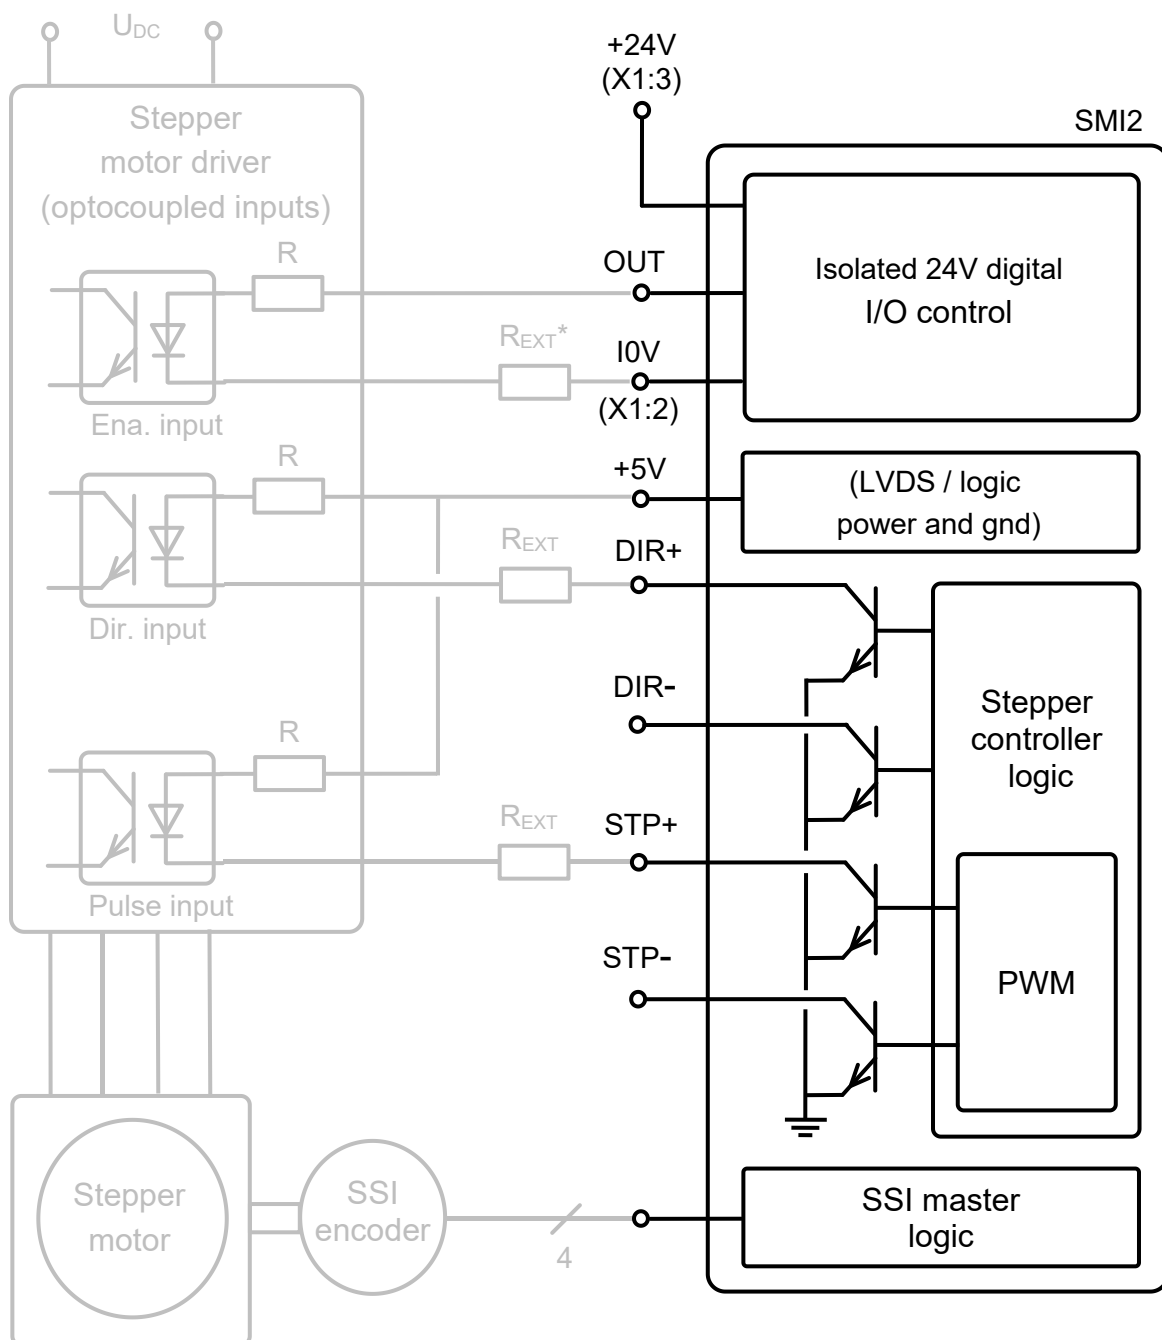 UDC
+24V
(X1:3)
SMI2
Stepper
motor driver
(optocoupled inputs)
R
OUT
Isolated 24V digital
I/O control
REXT*
I0V
(X1:2)
Ena. input
R
+5V
(LVDS / logic
power and gnd)
REXT
DIR+
Dir. input
DIR-
Stepper
controller
logic
R
REXT
STP+
Pulse input
STP-
PWM
Stepper
motor
SSI
encoder
4
SSI master
logic